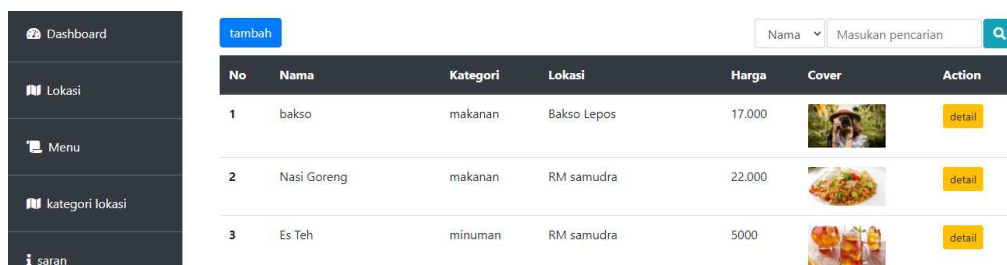 Dashboard
Lokasi
Menu
kategori lokasi
saran
tambah
Nama Masukan pencarian
No Nama Kategori Lokasi Harga Cover Action
1 bakso makanan Bakso Lepos 17.000 detail
2 Nasi Goreng makanan RM samudra 22.000 detail
3 Es Teh minuman RM samudra 5000 detail